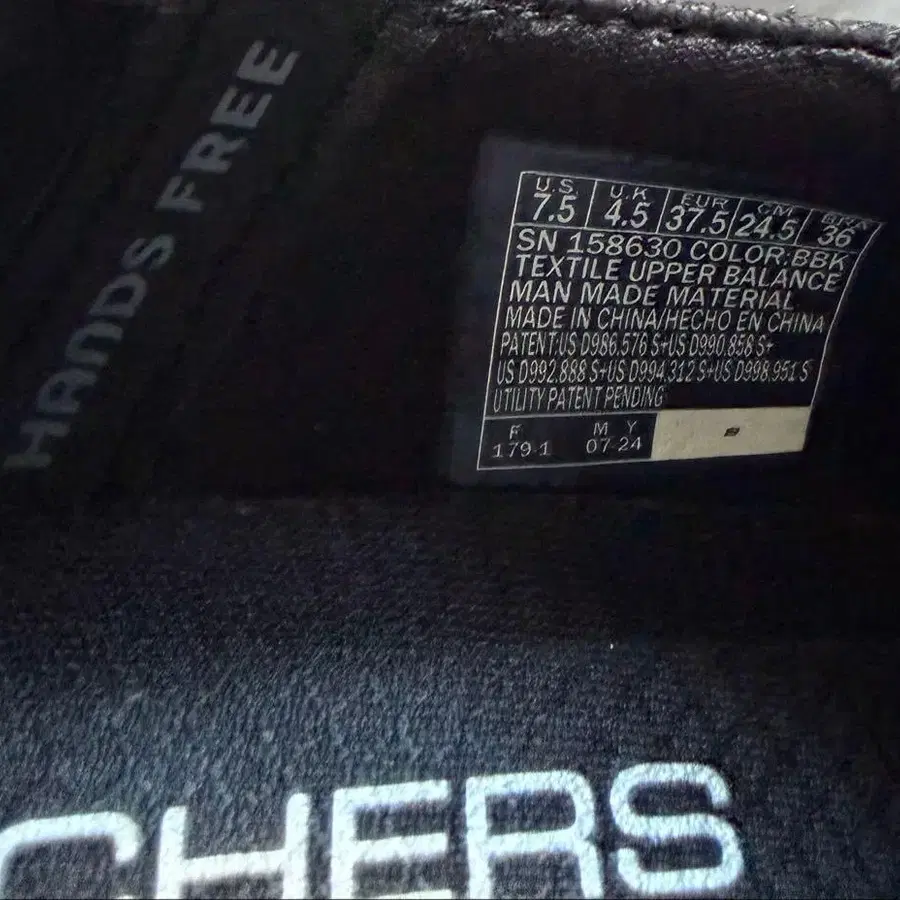 HANDS FREE
U.S. U.K EUR CM BRA
7.5 4.5 37.5 24.5 36
SN 158630 COLOR:BBK
TEXTILE UPPER BALANCE
MAN MADE MATERIAL
MADE IN CHINA/HECHO EN CHINA
PATENT:US D986,576 S+US D990,858 S+
US D992,888 S+US D994,312 S+US D998,951 S
UTILITY PATENT PENDING
F M Y
179-1 07-24
CHERS